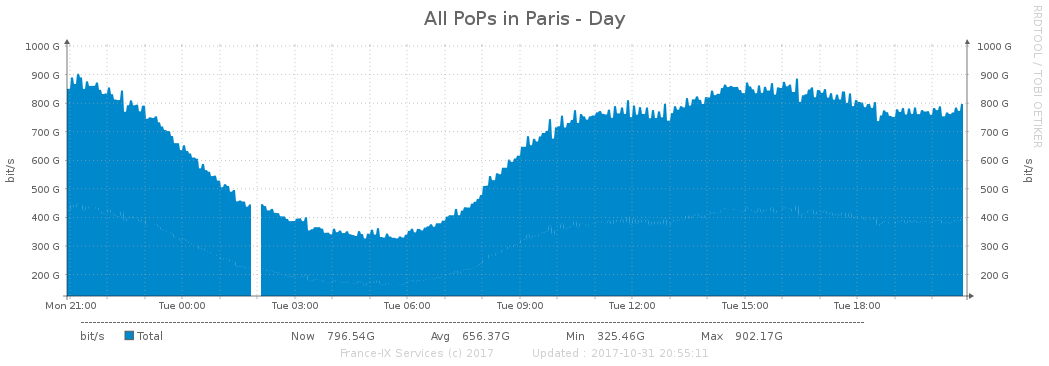 All PoPs in Paris - Day
RRDTOOL / TOBI OETIKER
1000 G 1000 G
900 G 900 G
800 G 800 G
700 G 700 G
600 G 600 G
500 G 500 G
400 G 400 G
300 G 300 G
200 G 200 G
bit/s bit/s
Mon 21:00 Tue 00:00 Tue 03:00 Tue 06:00 Tue 09:00 Tue 12:00 Tue 15:00 Tue 18:00
bit/s Total Now 796.54G Avg 656.37G Min 325.46G Max 902.17G
France-IX Services (c) 2017 Updated : 2017-10-31 20:55:11